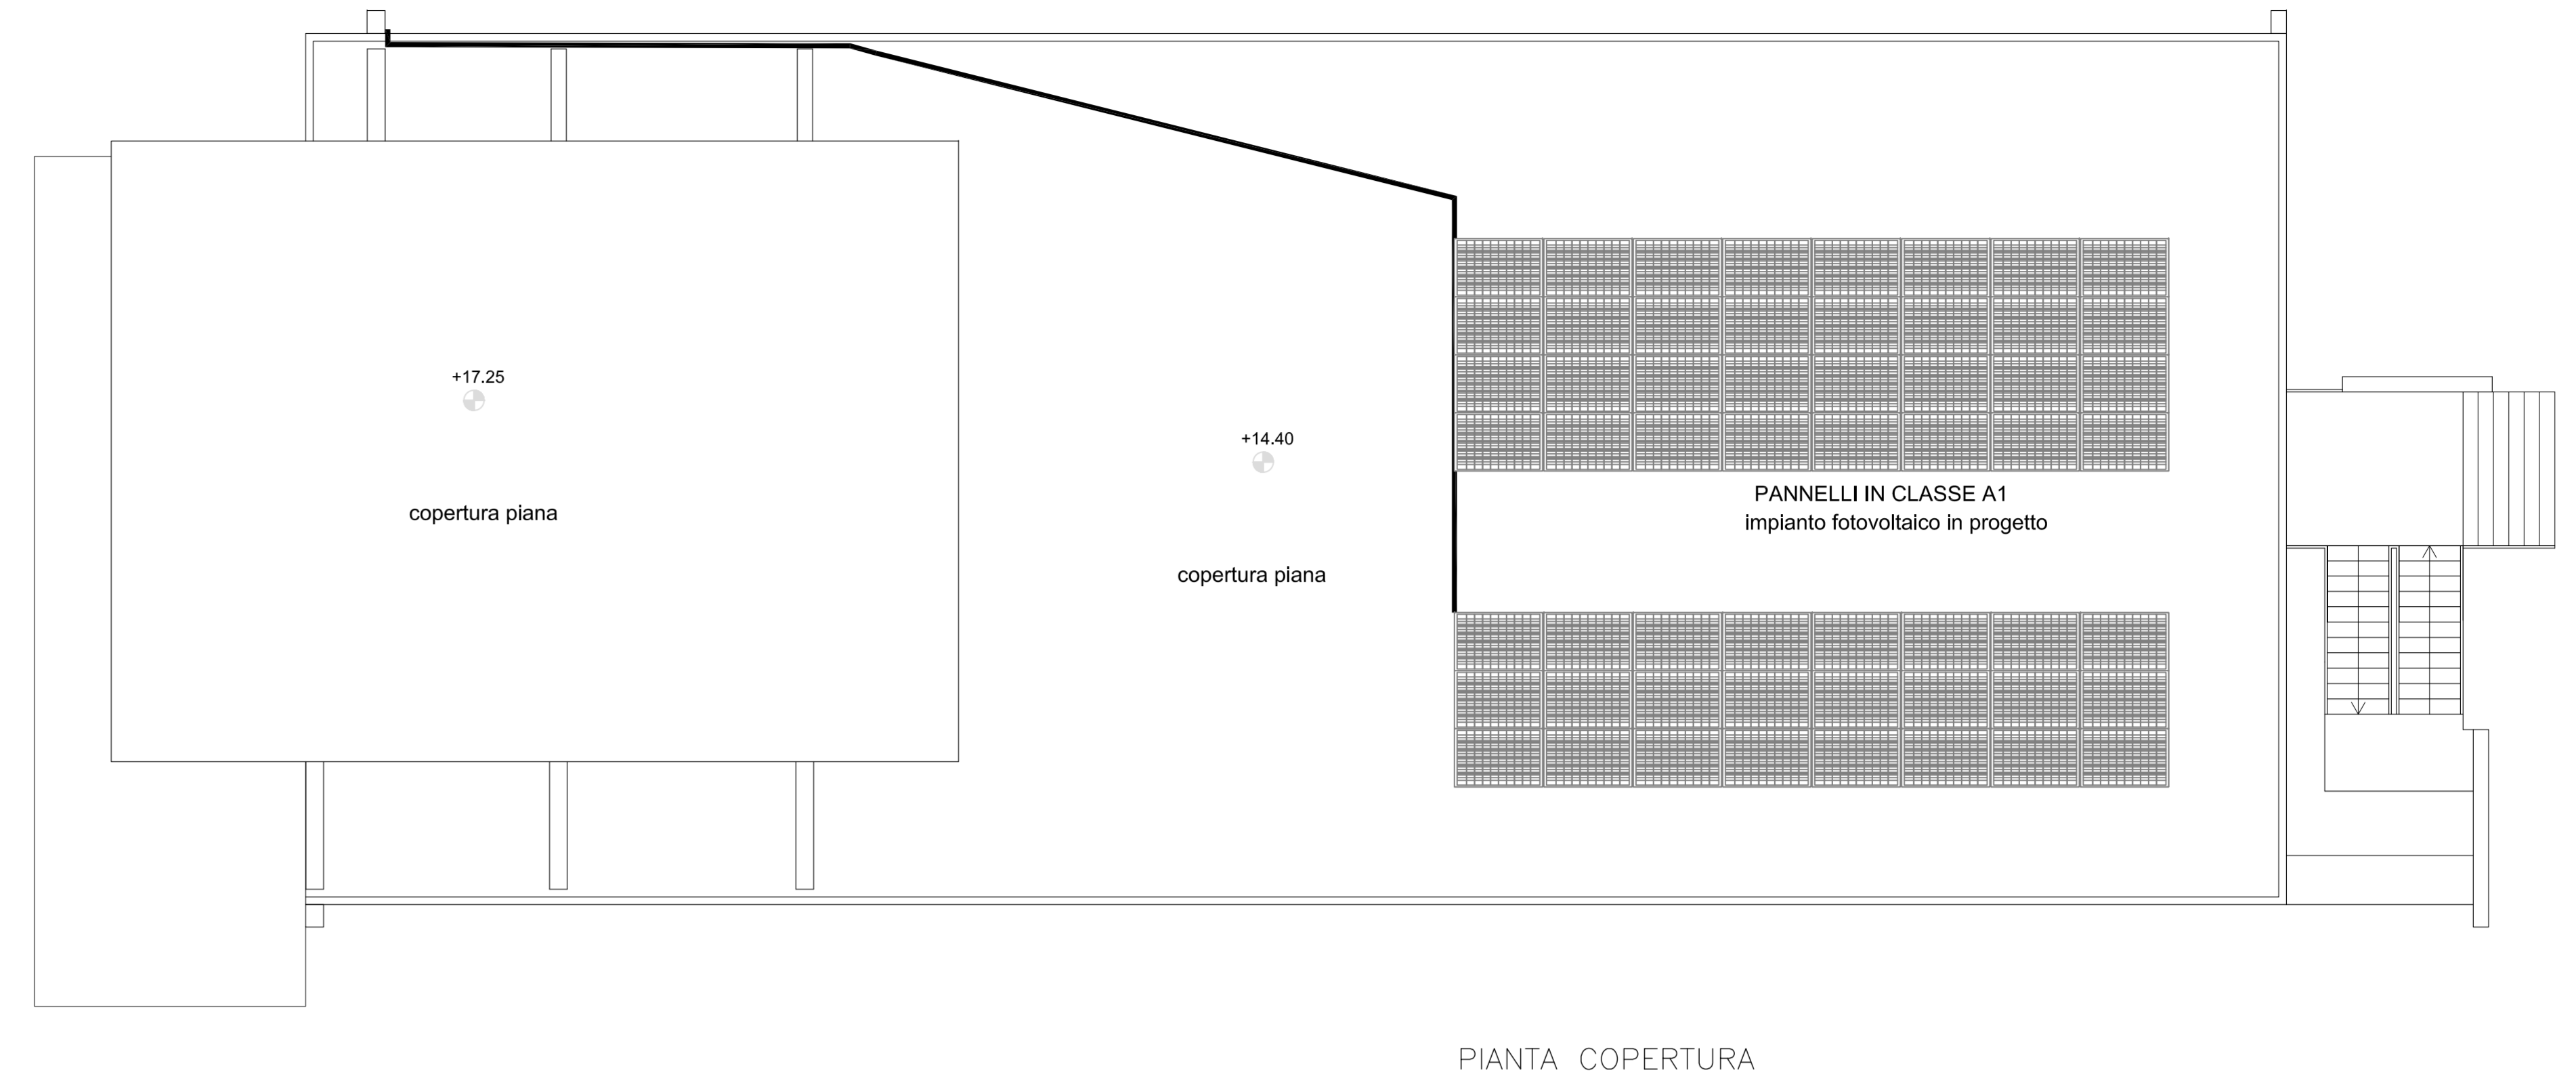 +17.25
copertura piana
+14.40
copertura piana
PANNELLI IN CLASSE A1
impianto fotovoltaico in progetto
PIANTA COPERTURA